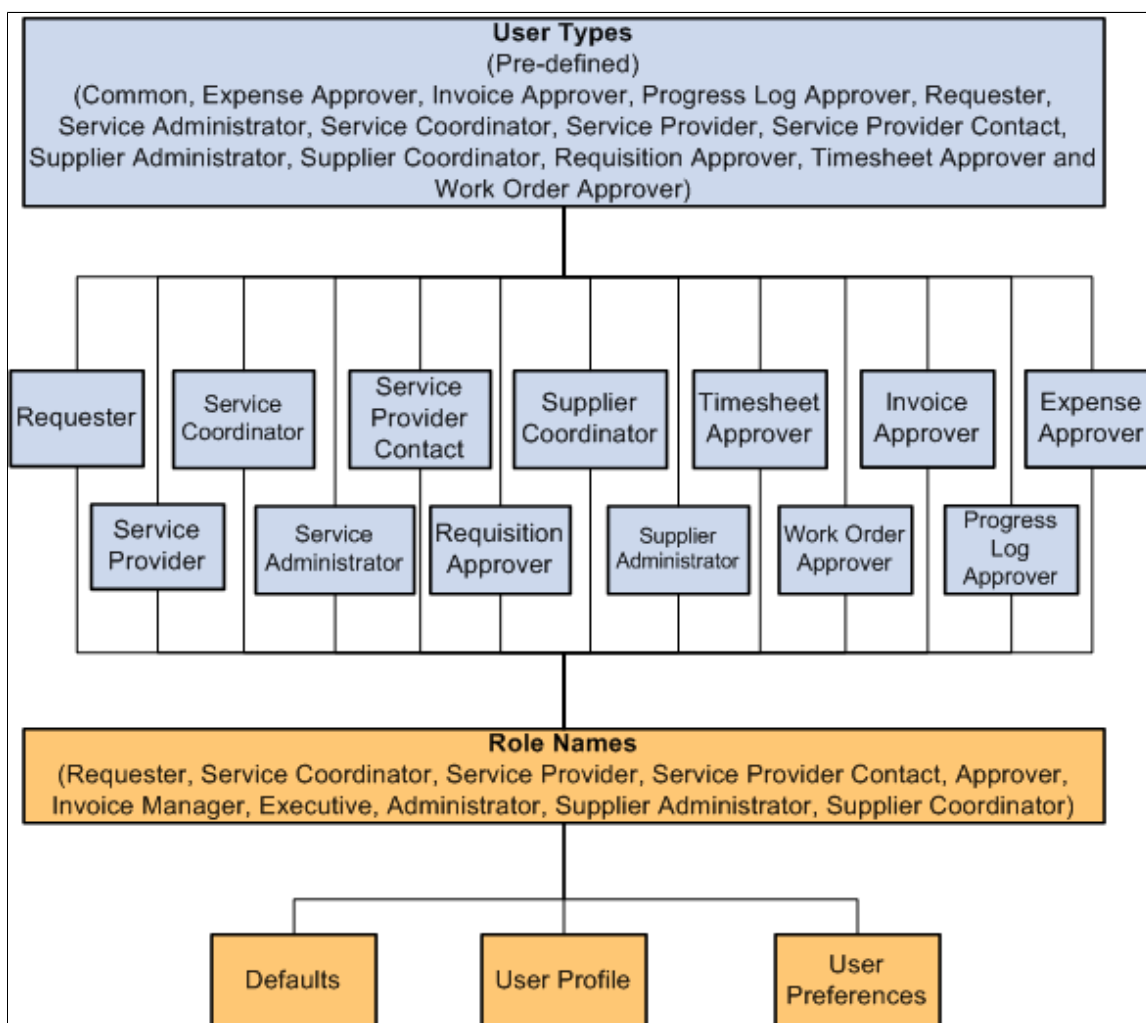 User Types
(Pre-defined)
(Common, Expense Approver, Invoice Approver, Progress Log Approver, Requester,
Service Administrator, Service Coordinator, Service Provider, Service Provider Contact,
Supplier Administrator, Supplier Coordinator, Requisition Approver, Timesheet Approver and
Work Order Approver)
Requester
Service
Coordinator
Service
Provider
Contact
Supplier
Coordinator
Timesheet
Approver
Invoice
Approver
Expense
Approver
Service
Provider
Service
Administrator
Requisition
Approver
Supplier
Administrator
Work Order
Approver
Progress
Log
Approver
Role Names
(Requester, Service Coordinator, Service Provider, Service Provider Contact, Approver,
Invoice Manager, Executive, Administrator, Supplier Administrator, Supplier Coordinator)
Defaults
User Profile
User
Preferences